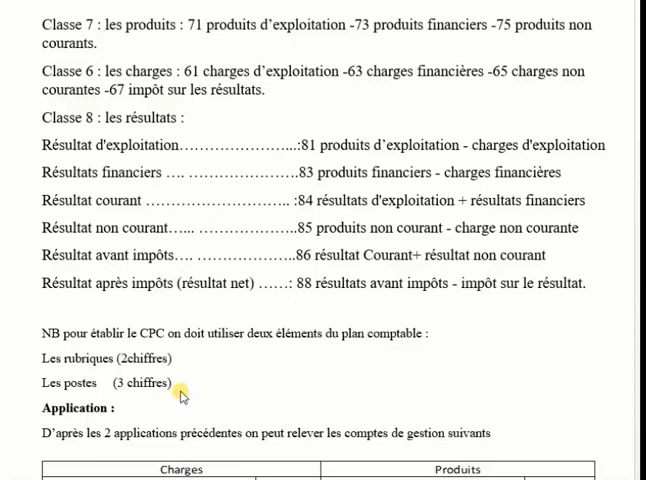 Classe 7 : les produits : 71 produits d'exploitation -73 produits financiers -75 produits non
courants.
Classe 6 : les charges : 61 charges d'exploitation -63 charges financières -65 charges non
courantes -67 impôt sur les résultats.
Classe 8 : les résultats :
Résultat d'exploitation…………………...:81 produits d'exploitation - charges d'exploitation
Résultats financiers …. ………………….83 produits financiers - charges financières
Résultat courant ……………………….. :84 résultats d'exploitation + résultats financiers
Résultat non courant…... ………………..85 produits non courant - charge non courante
Résultat avant impôts…. ………………..86 résultat Courant+ résultat non courant
Résultat après impôts (résultat net) ……: 88 résultats avant impôts - impôt sur le résultat.
NB pour établir le CPC on doit utiliser deux éléments du plan comptable :
Les rubriques (2chiffres)
Les postes (3 chiffres)
Application :
D'après les 2 applications précédentes on peut relever les comptes de gestion suivants
Charges Produits